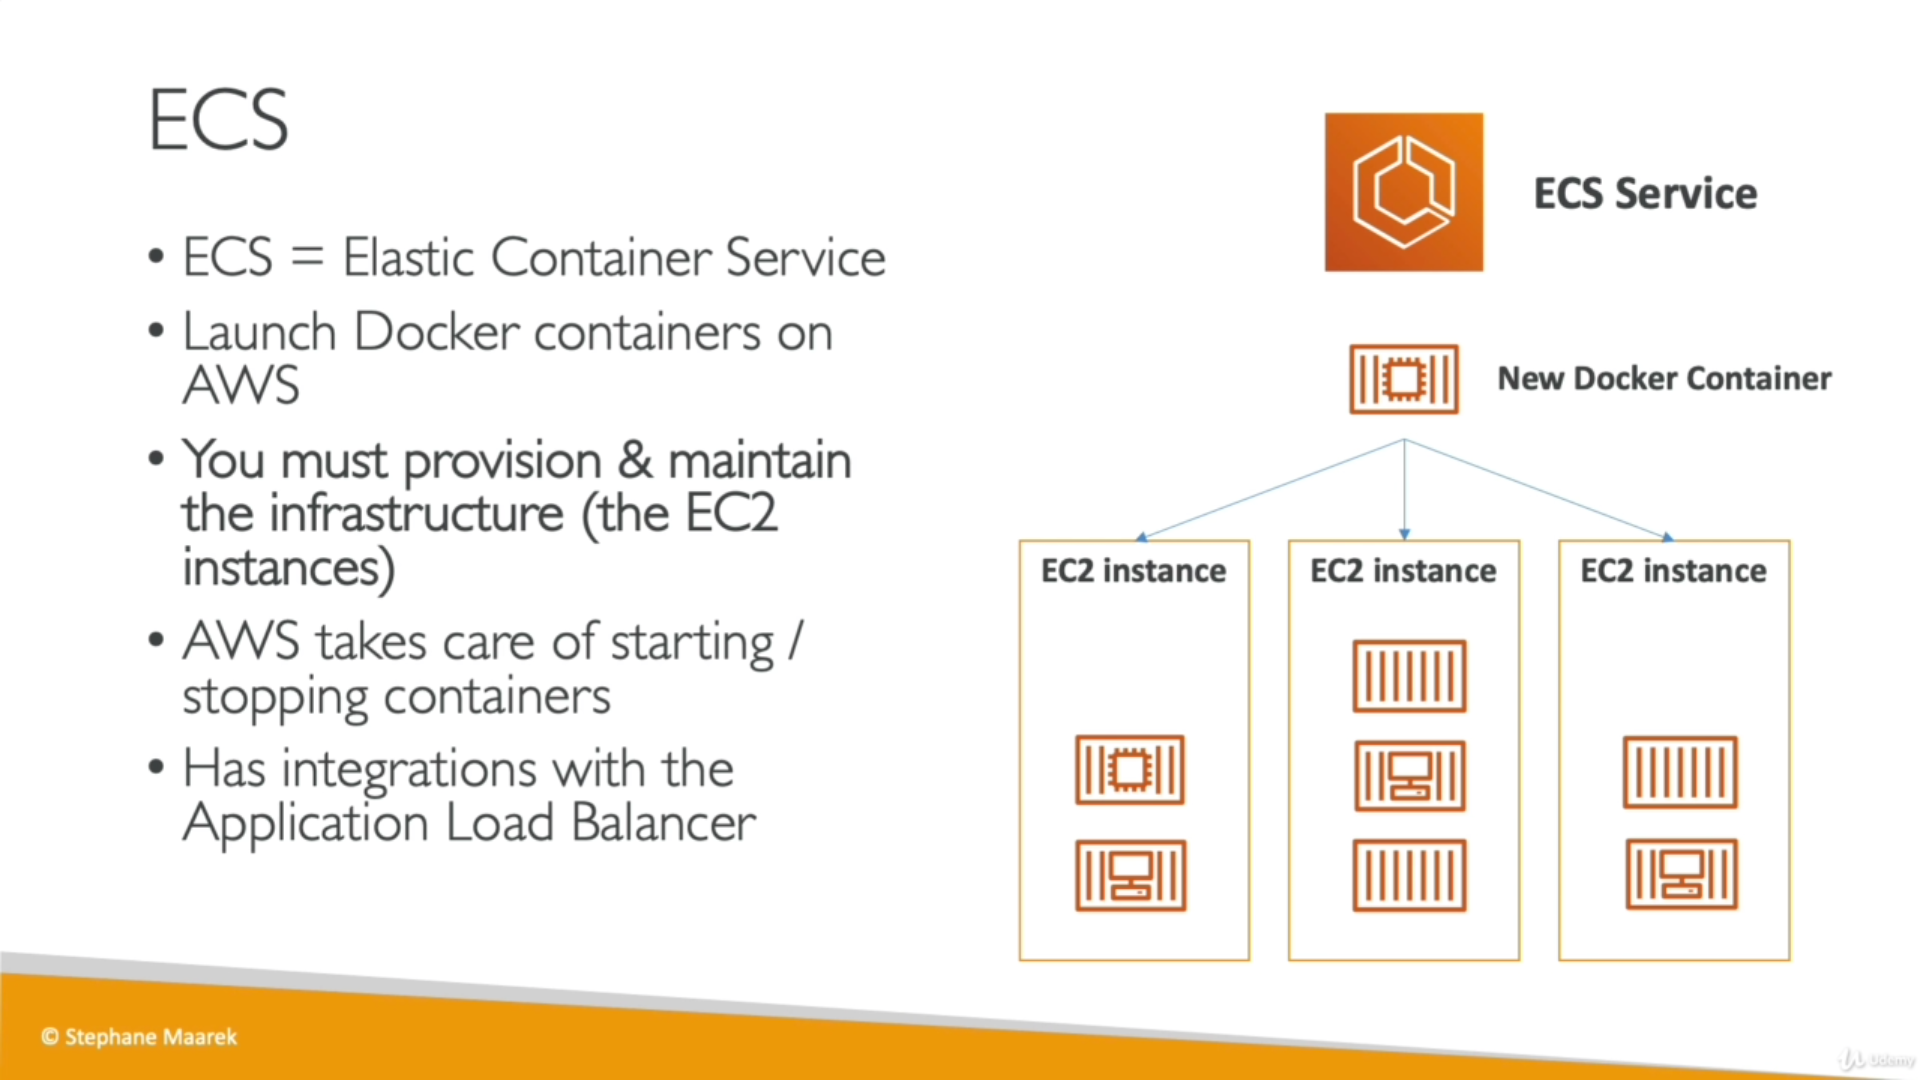 ECS
• ECS = Elastic Container Service
• Launch Docker containers on
AWS
• You must provision & maintain
the infrastructure (the EC2
instances)
• AWS takes care of starting /
stopping containers
• Has integrations with the
Application Load Balancer
ECS Service
New Docker Container
EC2 instance
EC2 instance
EC2 instance
© Stephane Maarek
Udemy